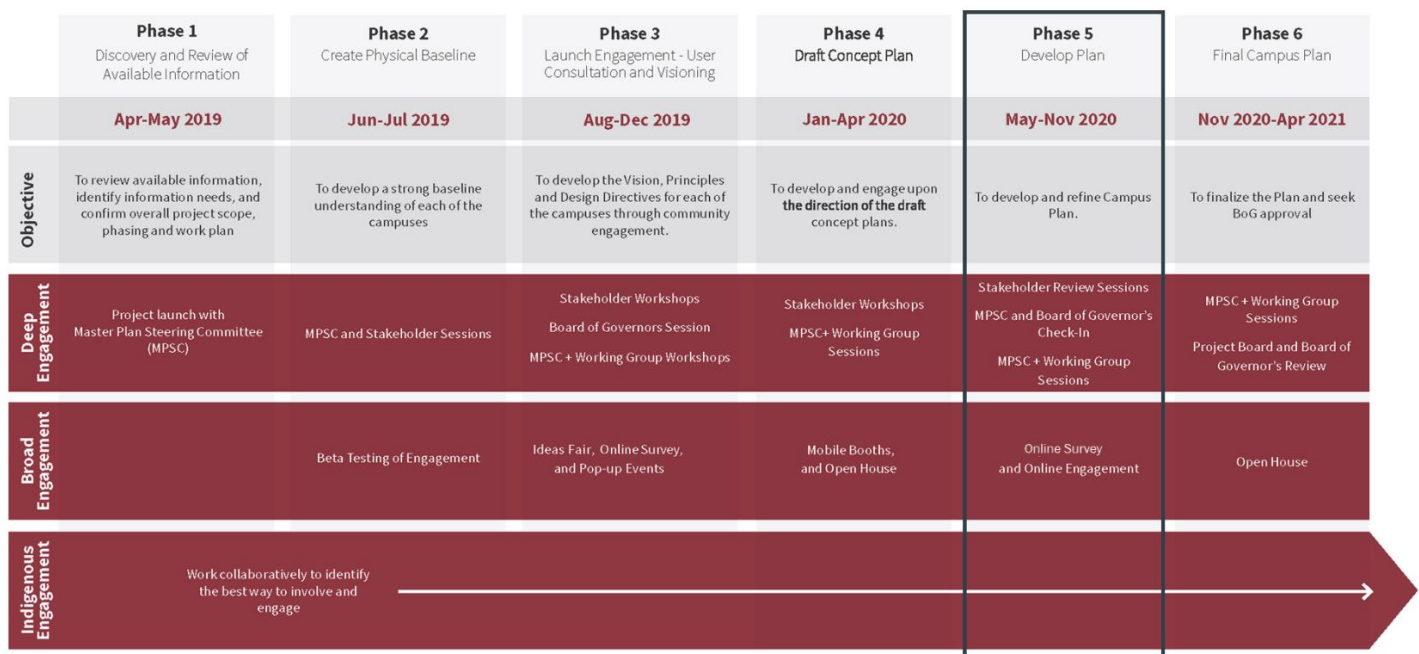 Phase 1
Discovery and Review of
Available Information
Phase 2
Create Physical Baseline
Phase 3
Launch Engagement - User
Consultation and Visioning
Phase 4
Draft Concept Plan
Phase 5
Develop Plan
Phase 6
Final Campus Plan
Apr-May 2019
Jun-Jul 2019
Aug-Dec 2019
Jan-Apr 2020
May-Nov 2020
Nov 2020-Apr 2021
Objective
To review available information,
identify information needs, and
confirm overall project scope,
phasing and work plan
To develop a strong baseline
understanding of each of the
campuses
To develop the Vision, Principles
and Design Directives for each of
the campuses through community
engagement.
To develop and engage upon
the direction of the draft
concept plans.
To develop and refine Campus
Plan.
To finalize the Plan and seek
BoG approval
Deep
Engagement
Project launch with
Master Plan Steering Committee
(MPSC)
MPSC and Stakeholder Sessions
Stakeholder Workshops
Board of Governors Session
MPSC + Working Group Workshops
Stakeholder Workshops
MPSC+ Working Group
Sessions
Stakeholder Review Sessions
MPSC and Board of Governor's
Check-In
MPSC + Working Group
Sessions
MPSC + Working Group
Sessions
Project Board and Board of
Governor's Review
Broad
Engagement
Beta Testing of Engagement
Ideas Fair, Online Survey,
and Pop-up Events
Mobile Booths,
and Open House
Online Survey
and Online Engagement
Open House
Indigenous
Engagement
Work collaboratively to identify
the best way to involve and
engage